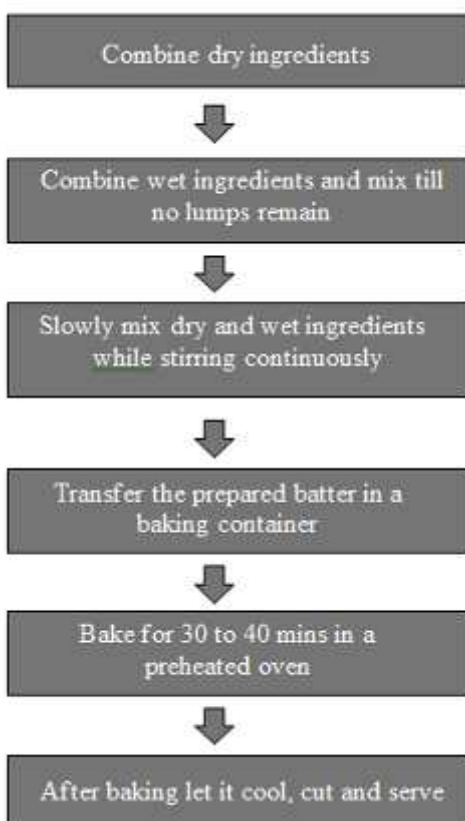 Combine dry ingredients
Combine wet ingredients and mix till
no lumps remain
Slowly mix dry and wet ingredients
while stirring continuously
Transfer the prepared batter in a
baking container
Bake for 30 to 40 mins in a
preheated oven
After baking let it cool, cut and serve